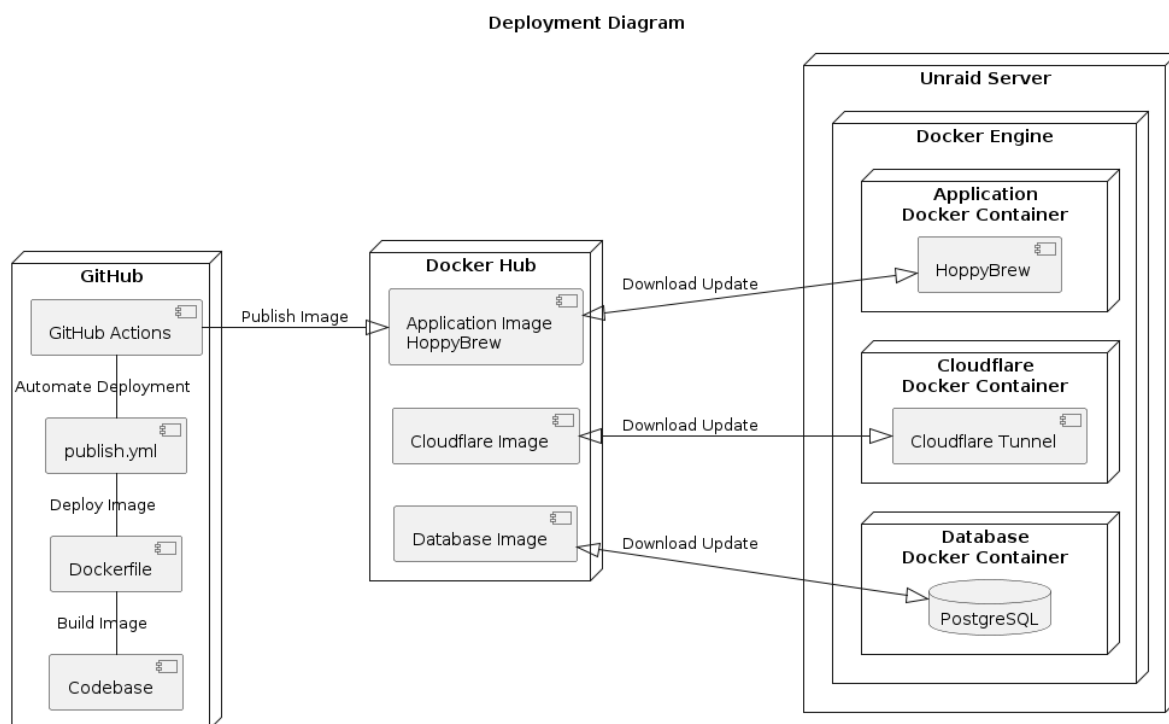 Deployment Diagram
GitHub
GitHub Actions
Automate Deployment
publish.yml
Deploy Image
Dockerfile
Build Image
Codebase
Publish Image
Docker Hub
Application Image
HoppyBrew
Cloudflare Image
Database Image
Download Update
Download Update
Download Update
Unraid Server
Docker Engine
Application
Docker Container
HoppyBrew
Cloudflare
Docker Container
Cloudflare Tunnel
Database
Docker Container
PostgreSQL